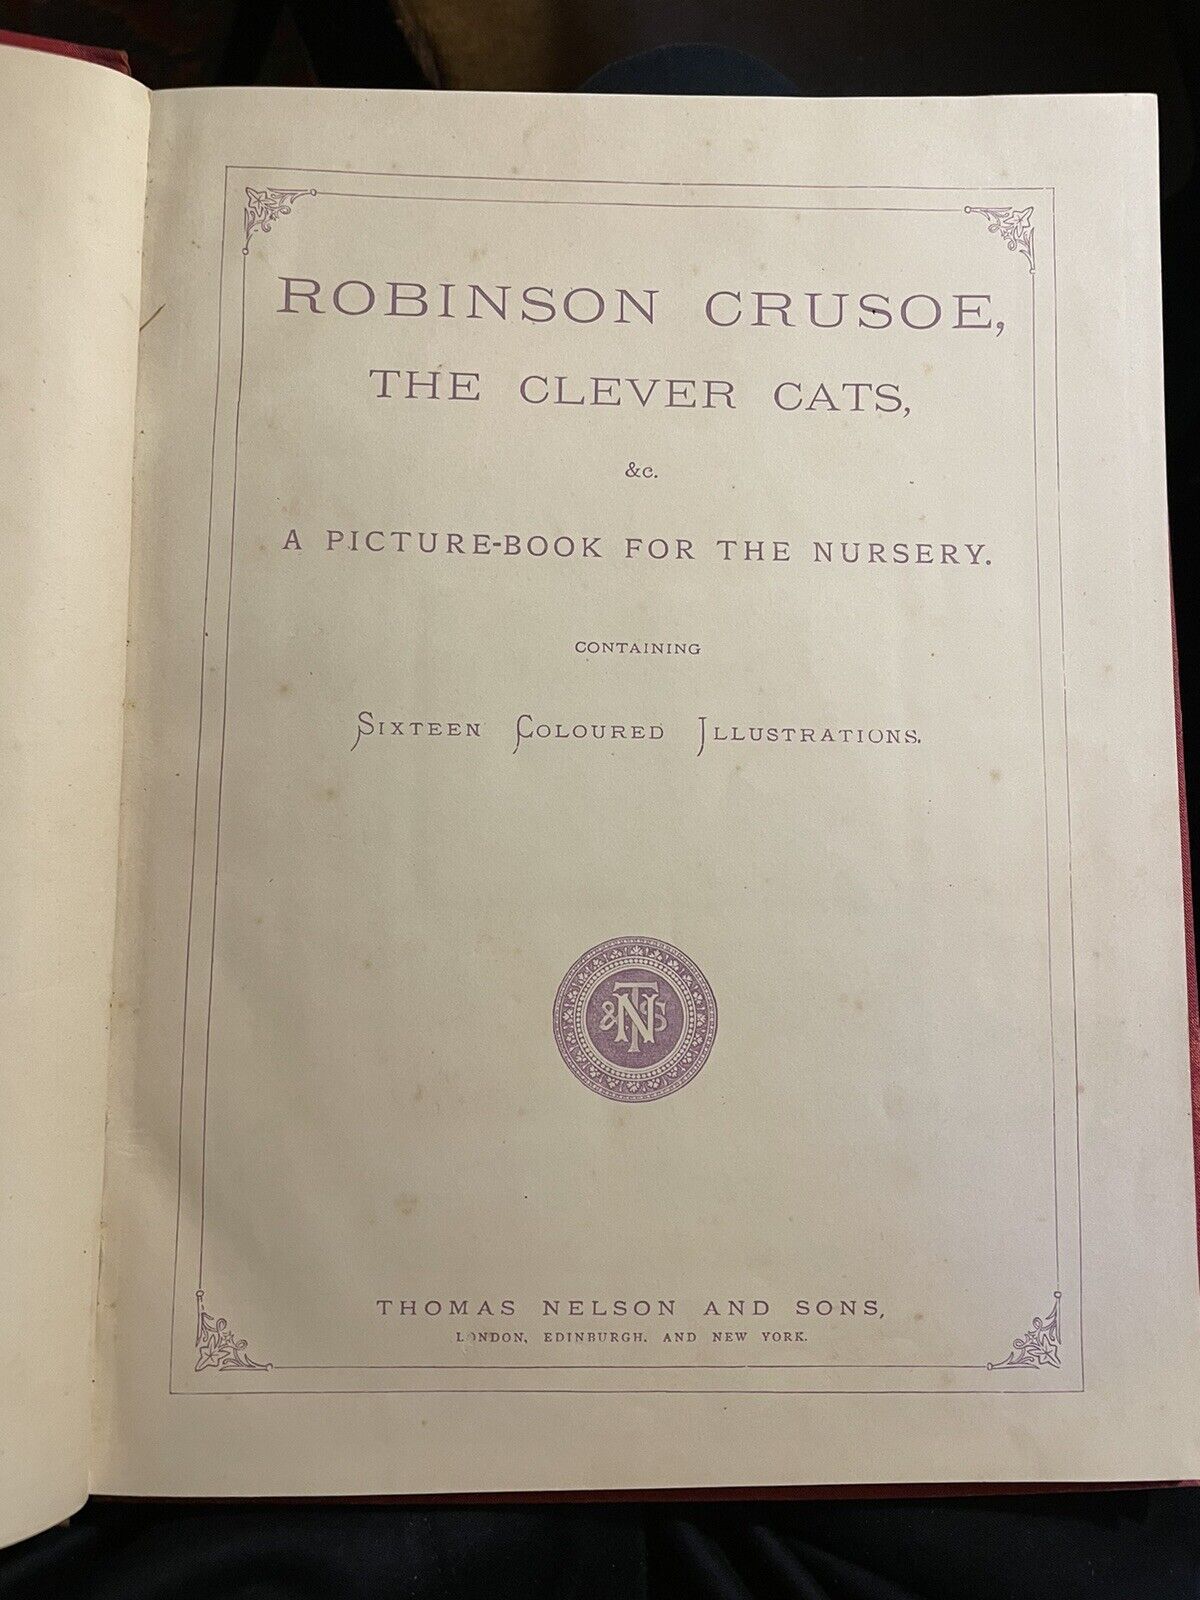 ROBINSON CRUSOE,
THE CLEVER CATS,
&c.
A PICTURE-BOOK FOR THE NURSERY.
CONTAINING
SIXTEEN COLOURED ILLUSTRATIONS.
T N & S
THOMAS NELSON AND SONS,
LONDON, EDINBURGH, AND NEW YORK.